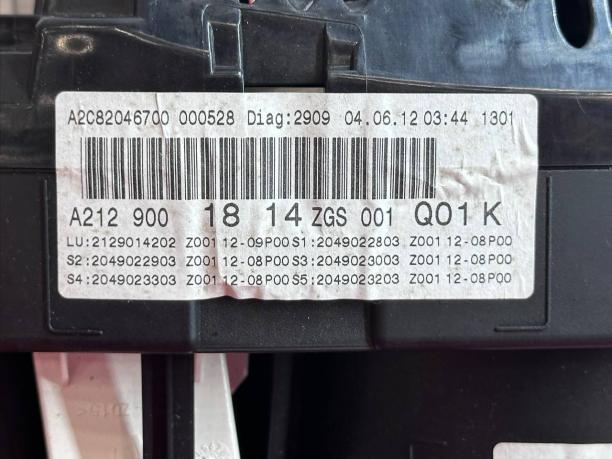 A2C82046700 000528 Diag:2909 04.06.12 03:44 1301
A212 900 18 14 ZGS 001 Q01 K
LU:2129014202 Z001 12-09P00 S1:2049022803 Z001 12-08P00
S2:2049022903 Z001 12-08P00 S3:2049023003 Z001 12-08P00
S4:2049023303 Z001 12-08P00 S5:2049023203 Z001 12-08P00